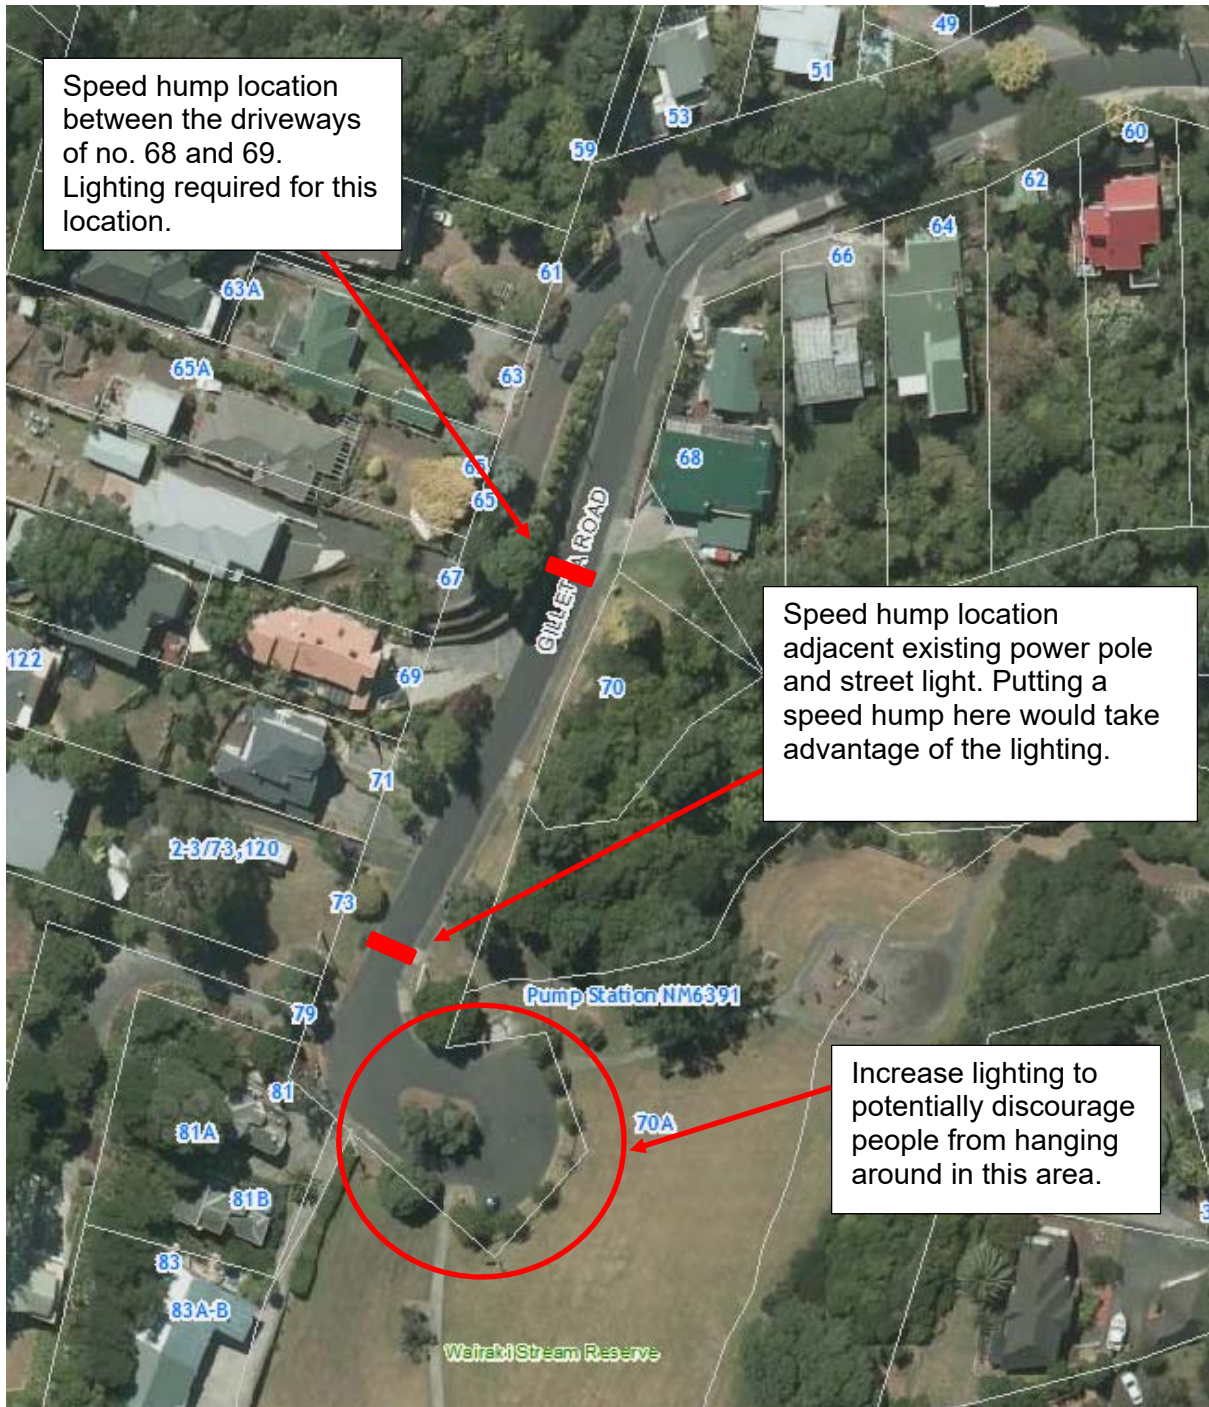 49
51
53
59
60
62
64
66
61
63A
63
65A
68
65
65
67
69
70
122
71
73
2-3/73,120
79
81
81A
81B
83
83A-B
70A
Speed hump location
between the driveways
of no. 68 and 69.
Lighting required for this
location.
Speed hump location
adjacent existing power pole
and street light. Putting a
speed hump here would take
advantage of the lighting.
Pump Station NM6391
Increase lighting to
potentially discourage
people from hanging
around in this area.
Wairaki Stream Reserve
ROAD